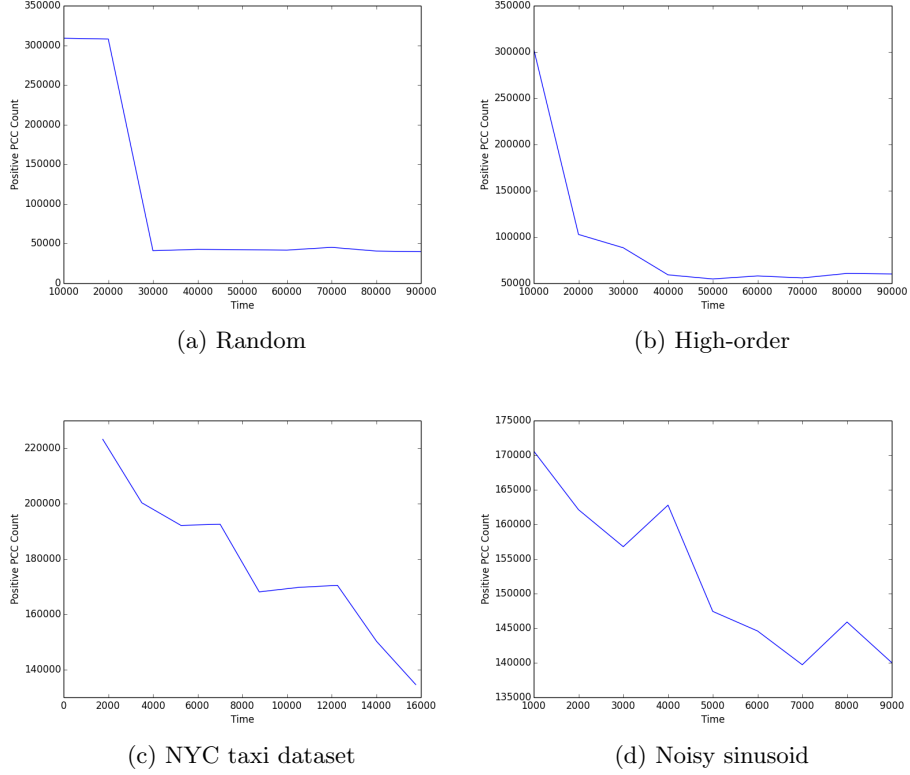 350000
300000
250000
200000
150000
100000
50000
0
Positive PCC Count
10000 20000 30000 40000 50000 60000 70000 80000 90000
Time
(a) Random
350000
300000
250000
200000
150000
100000
50000
Positive PCC Count
10000 20000 30000 40000 50000 60000 70000 80000 90000
Time
(b) High-order
220000
200000
180000
160000
140000
Positive PCC Count
0 2000 4000 6000 8000 10000 12000 14000 16000
Time
(c) NYC taxi dataset
175000
170000
165000
160000
155000
150000
145000
140000
135000
Positive PCC Count
1000 2000 3000 4000 5000 6000 7000 8000 9000
Time
(d) Noisy sinusoid